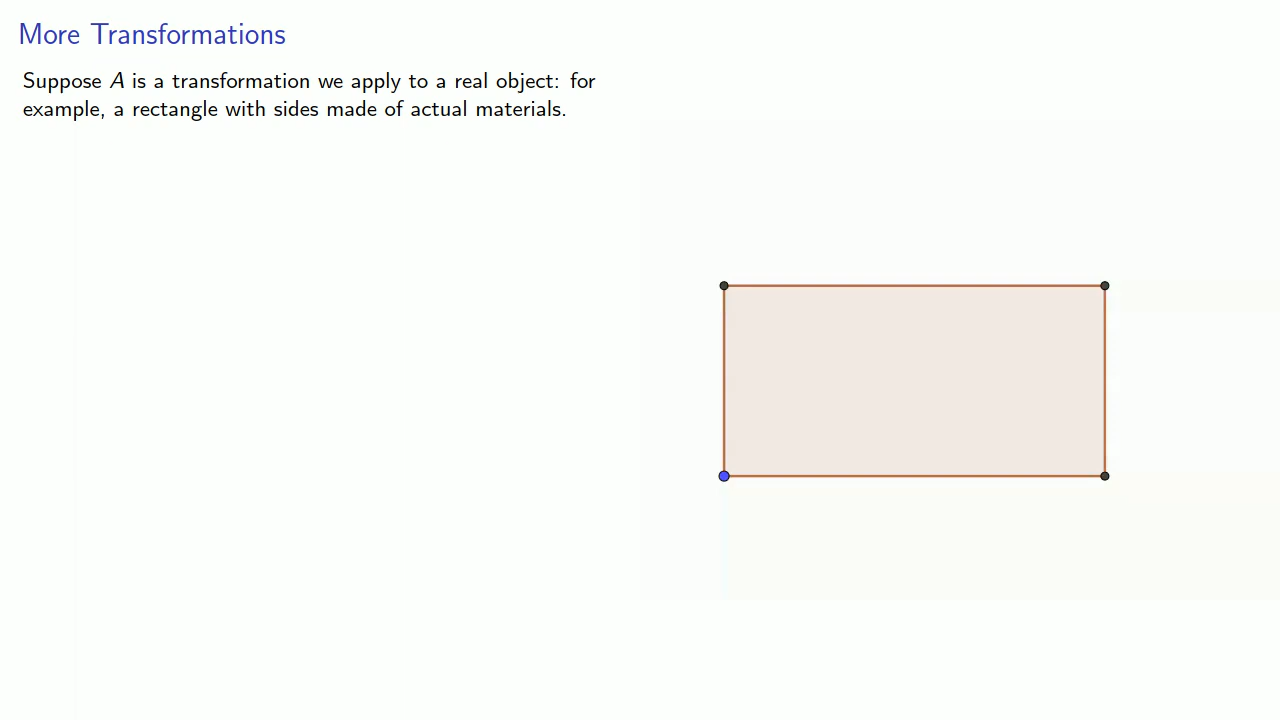 More Transformations
Suppose A is a transformation we apply to a real object: for
example, a rectangle with sides made of actual materials.